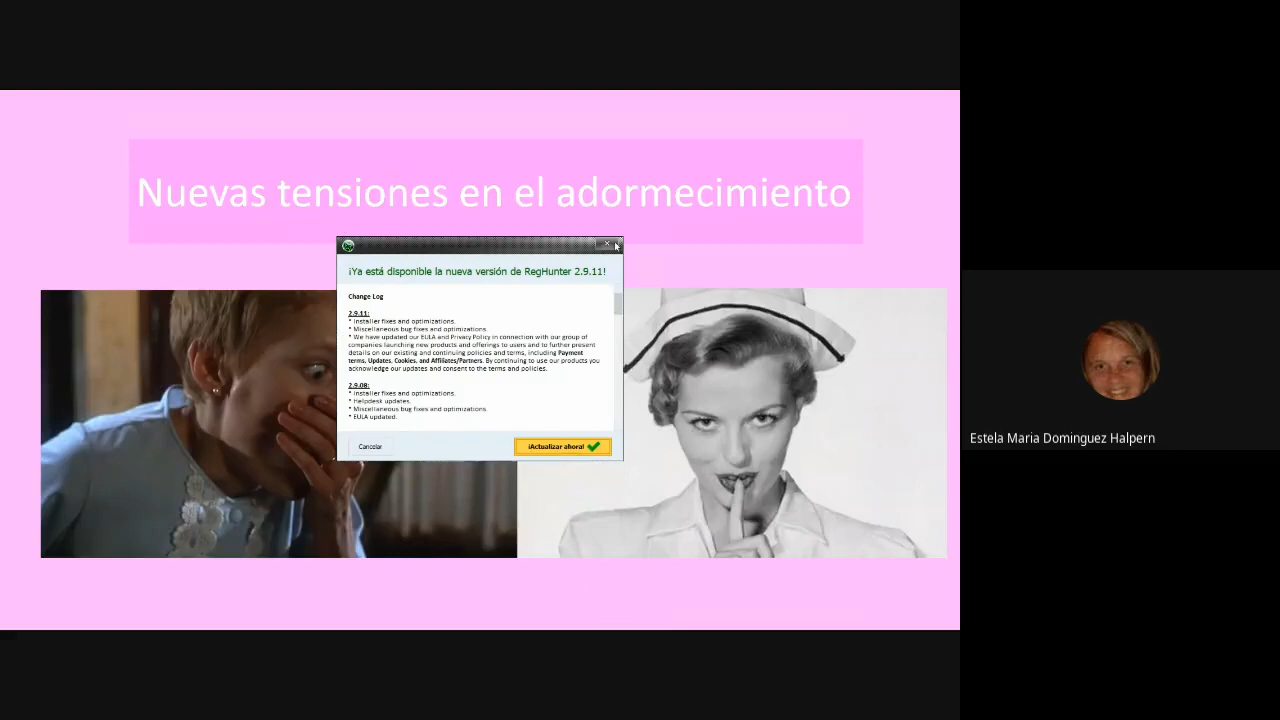 Nuevas tensiones en el adormecimiento
¡Ya está disponible la nueva versión de RegHunter 2.9.11!
Change Log
2.9.11:
* Installer fixes and optimizations.
* Miscellaneous bug fixes and optimizations.
* We have updated our EULA and Privacy Policy in connection with our group of
companies launching new products and offerings to users and to further present
details on our existing and continuing policies and terms, including Payment
terms, Updates, Cookies, and Affiliates/Partners. By continuing to use our products you
acknowledge our updates and consent to the terms and policies.
2.9.08:
* Installer fixes and optimizations.
* Helpdesk updates.
* Miscellaneous bug fixes and optimizations.
* EULA updated.
Cancelar
¡Actualizar ahora!
Estela Maria Dominguez Halpern